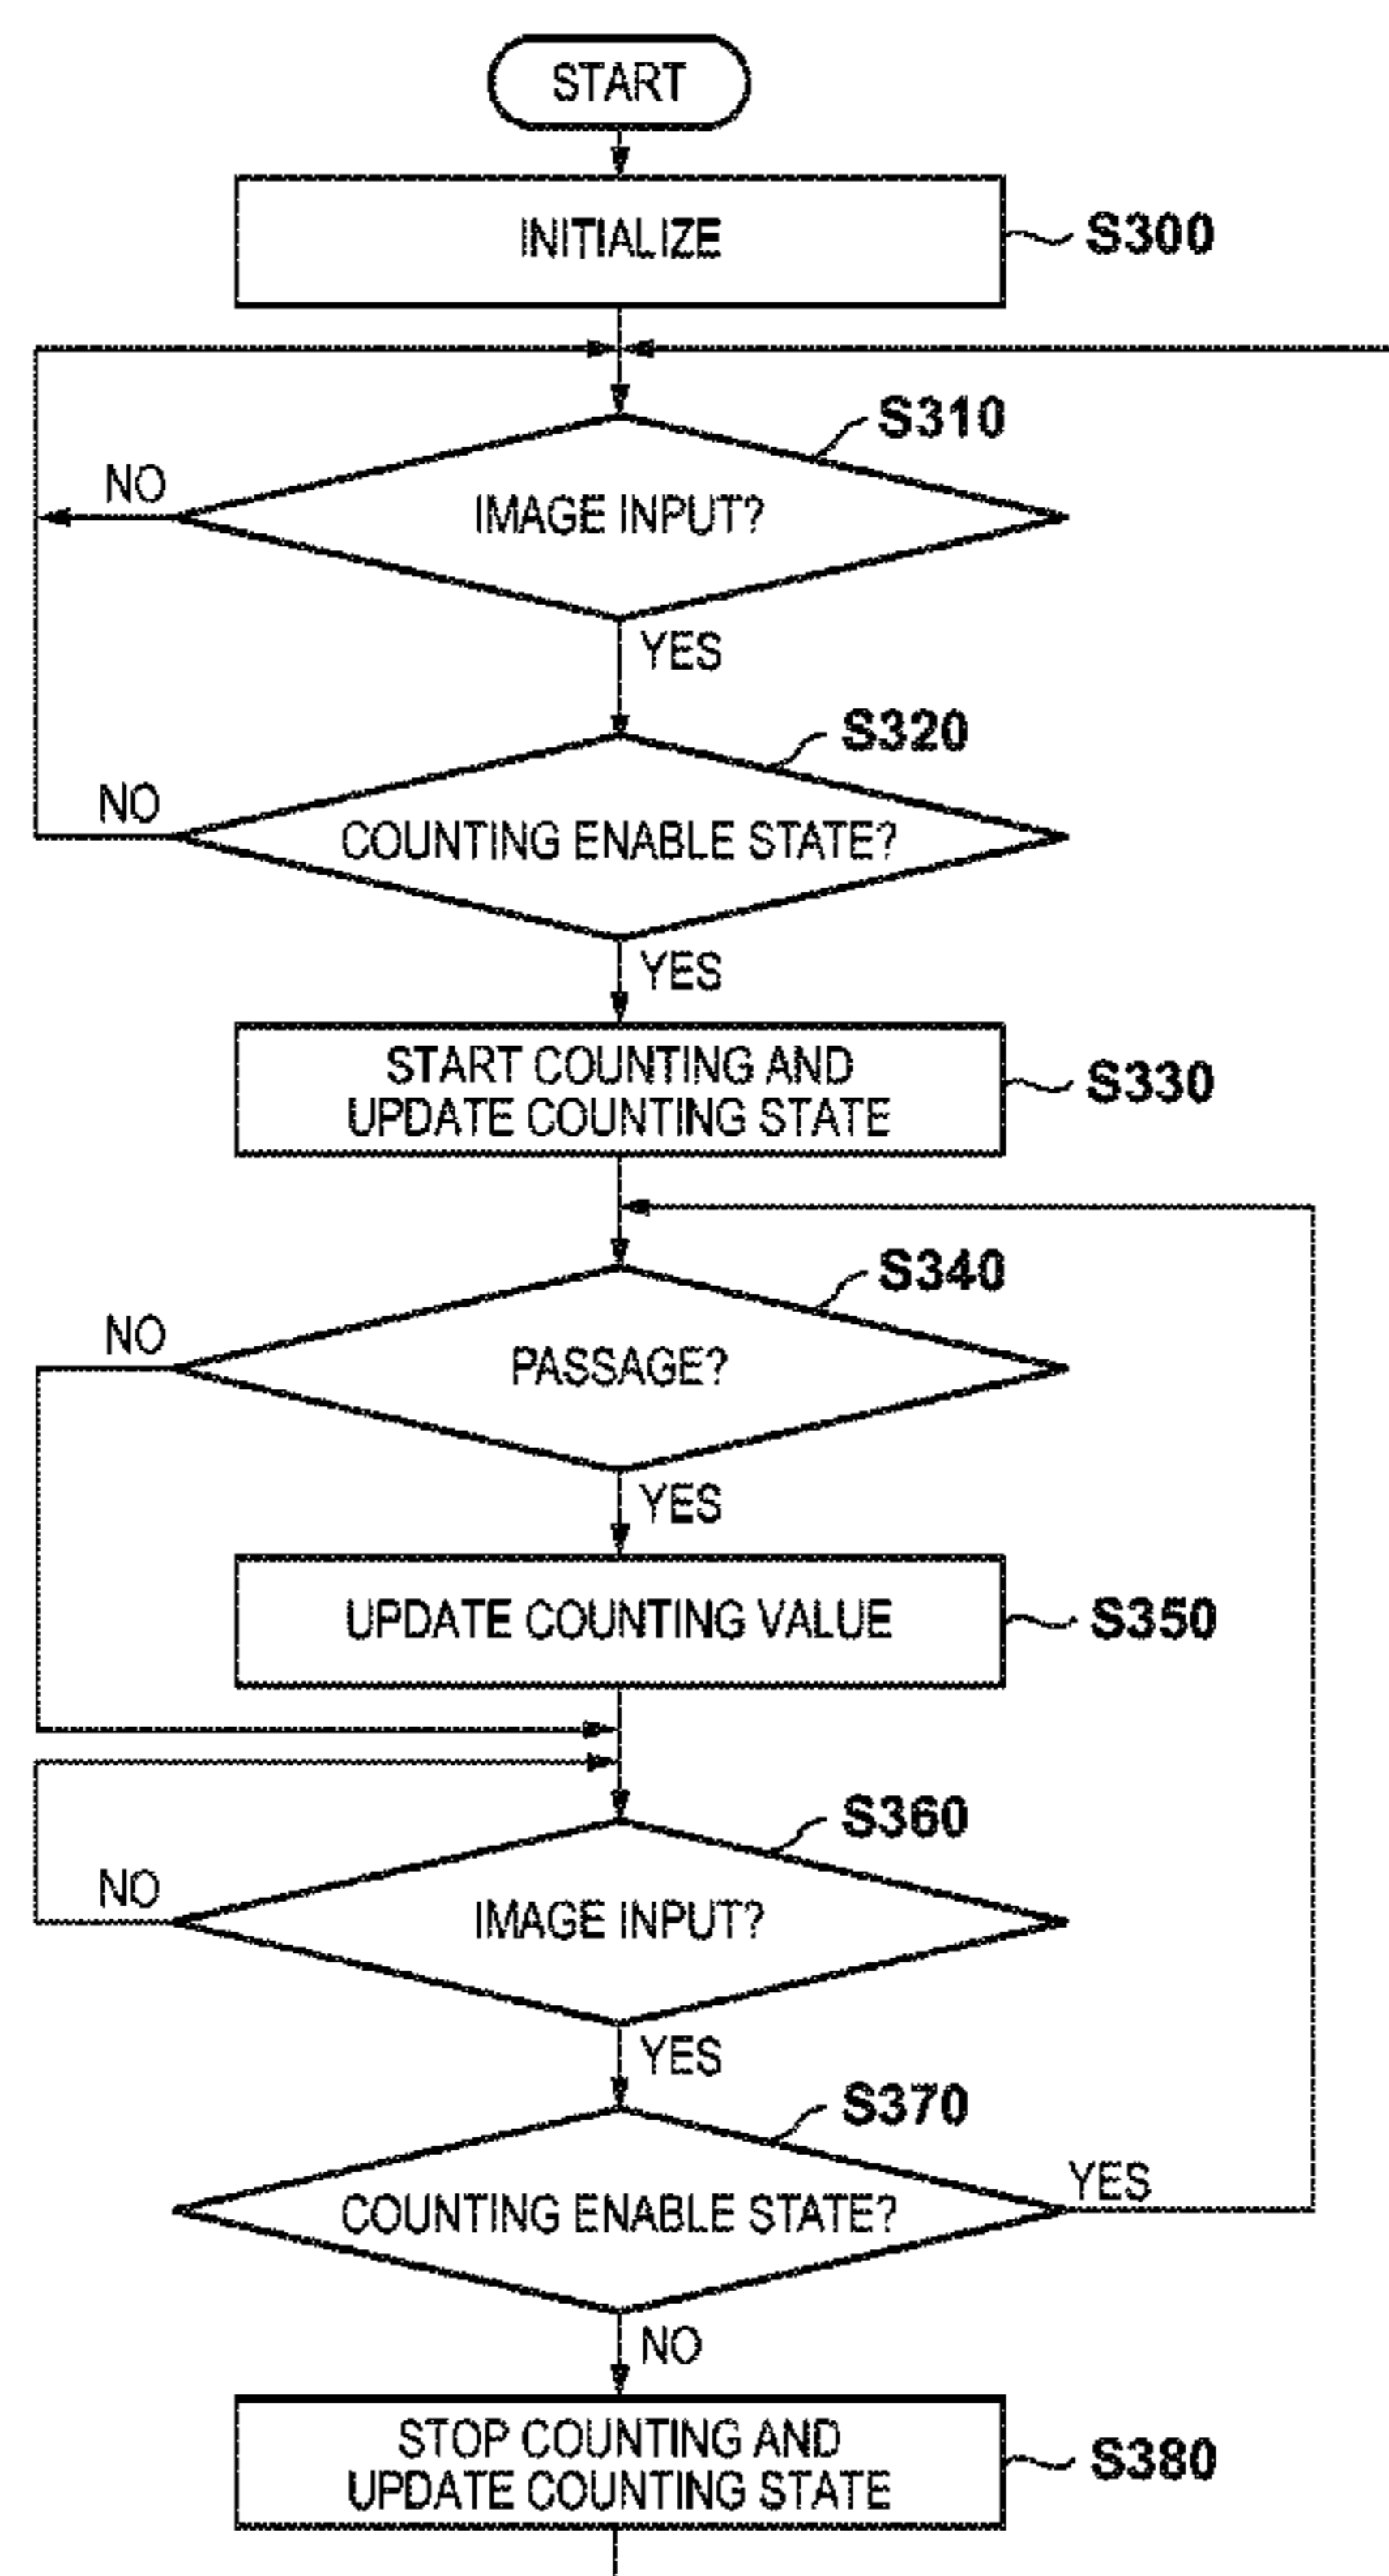 START
INITIALIZE
S300
S310
NO
IMAGE INPUT?
YES
S320
NO
COUNTING ENABLE STATE?
YES
START COUNTING AND
UPDATE COUNTING STATE
S330
S340
NO
PASSAGE?
YES
UPDATE COUNTING VALUE
S350
S360
NO
IMAGE INPUT?
YES
S370
COUNTING ENABLE STATE?
YES
NO
STOP COUNTING AND
UPDATE COUNTING STATE
S380